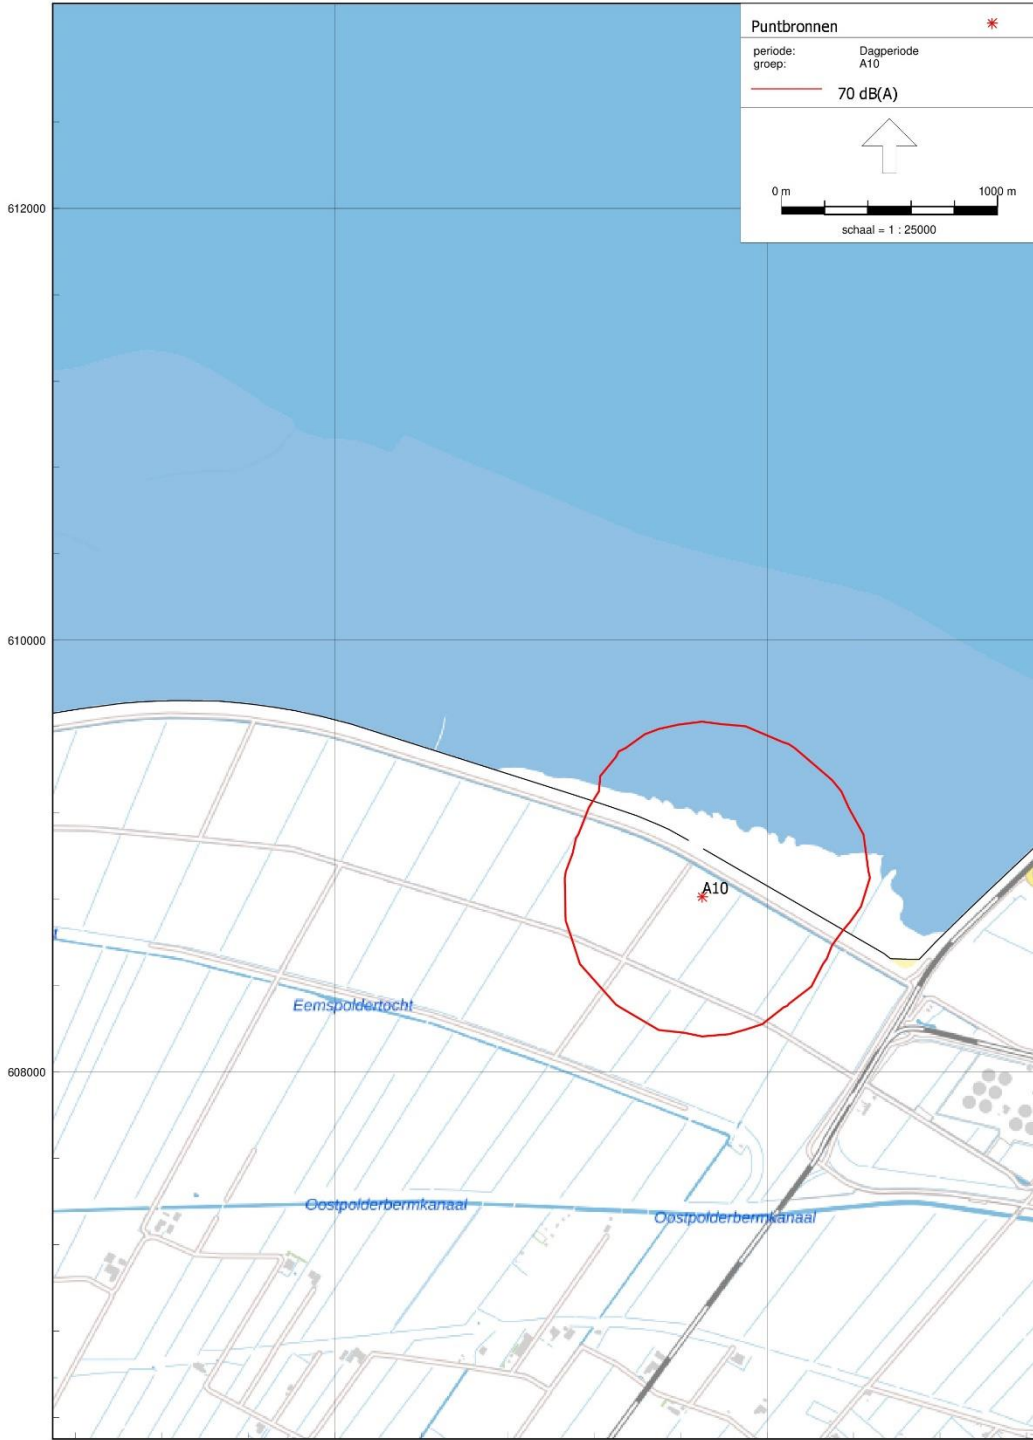 Puntbronnen
periode: Dagperiode
groep: A10
70 dB(A)
0 m 1000 m
schaal = 1 : 25000
612000
610000
A10
Eemspoldertocht
608000
Oostpolderbermkanaal
Oostpolderbermkanaal